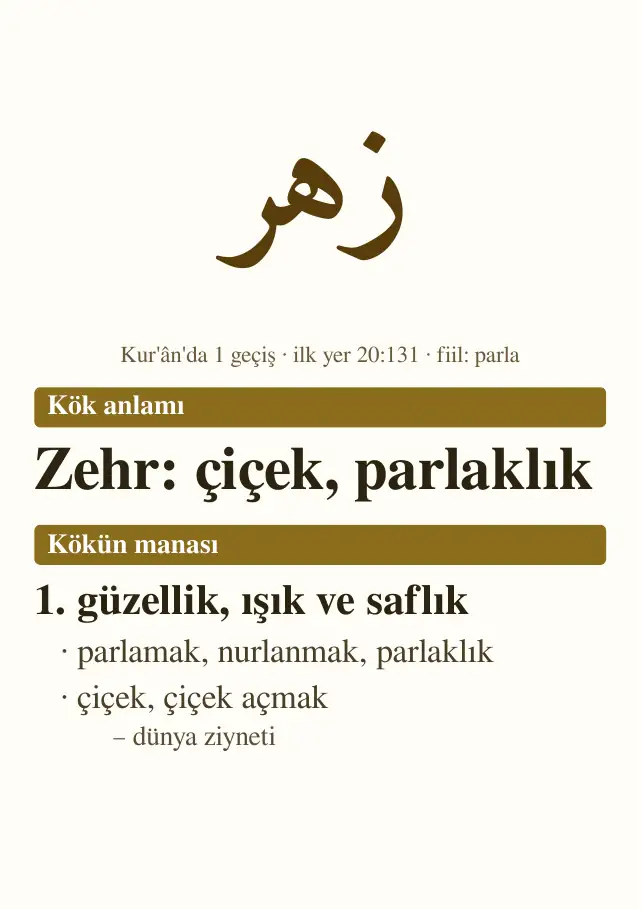 زهر
Kur'ân'da 1 geçiş · ilk yer 20:131 · fiil: parla
Kök anlamı
Zehr: çiçek, parlaklık
Kökün manası
1. güzellik, ışık ve saflık
· parlamak, nurlanmak, parlaklık
· çiçek, çiçek açmak
– dünya ziyneti